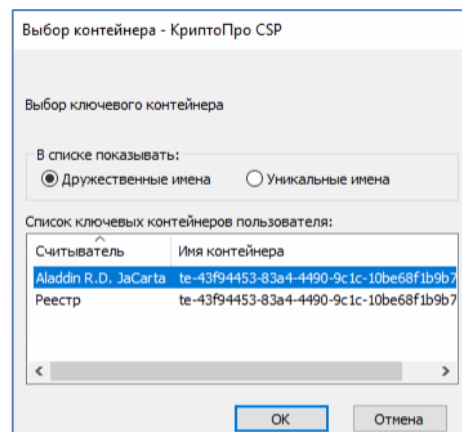 Выбор контейнера - КриптоПро CSP
Выбор ключевого контейнера
В списке показывать:
Дружественные имена Уникальные имена
Список ключевых контейнеров пользователя:
Считыватель Имя контейнера
Aladdin R.D. JaCarta te-43f94453-83a4-4490-9c1c-10be68f1b9b7
Реестр te-43f94453-83a4-4490-9c1c-10be68f1b9b7
OK Отмена